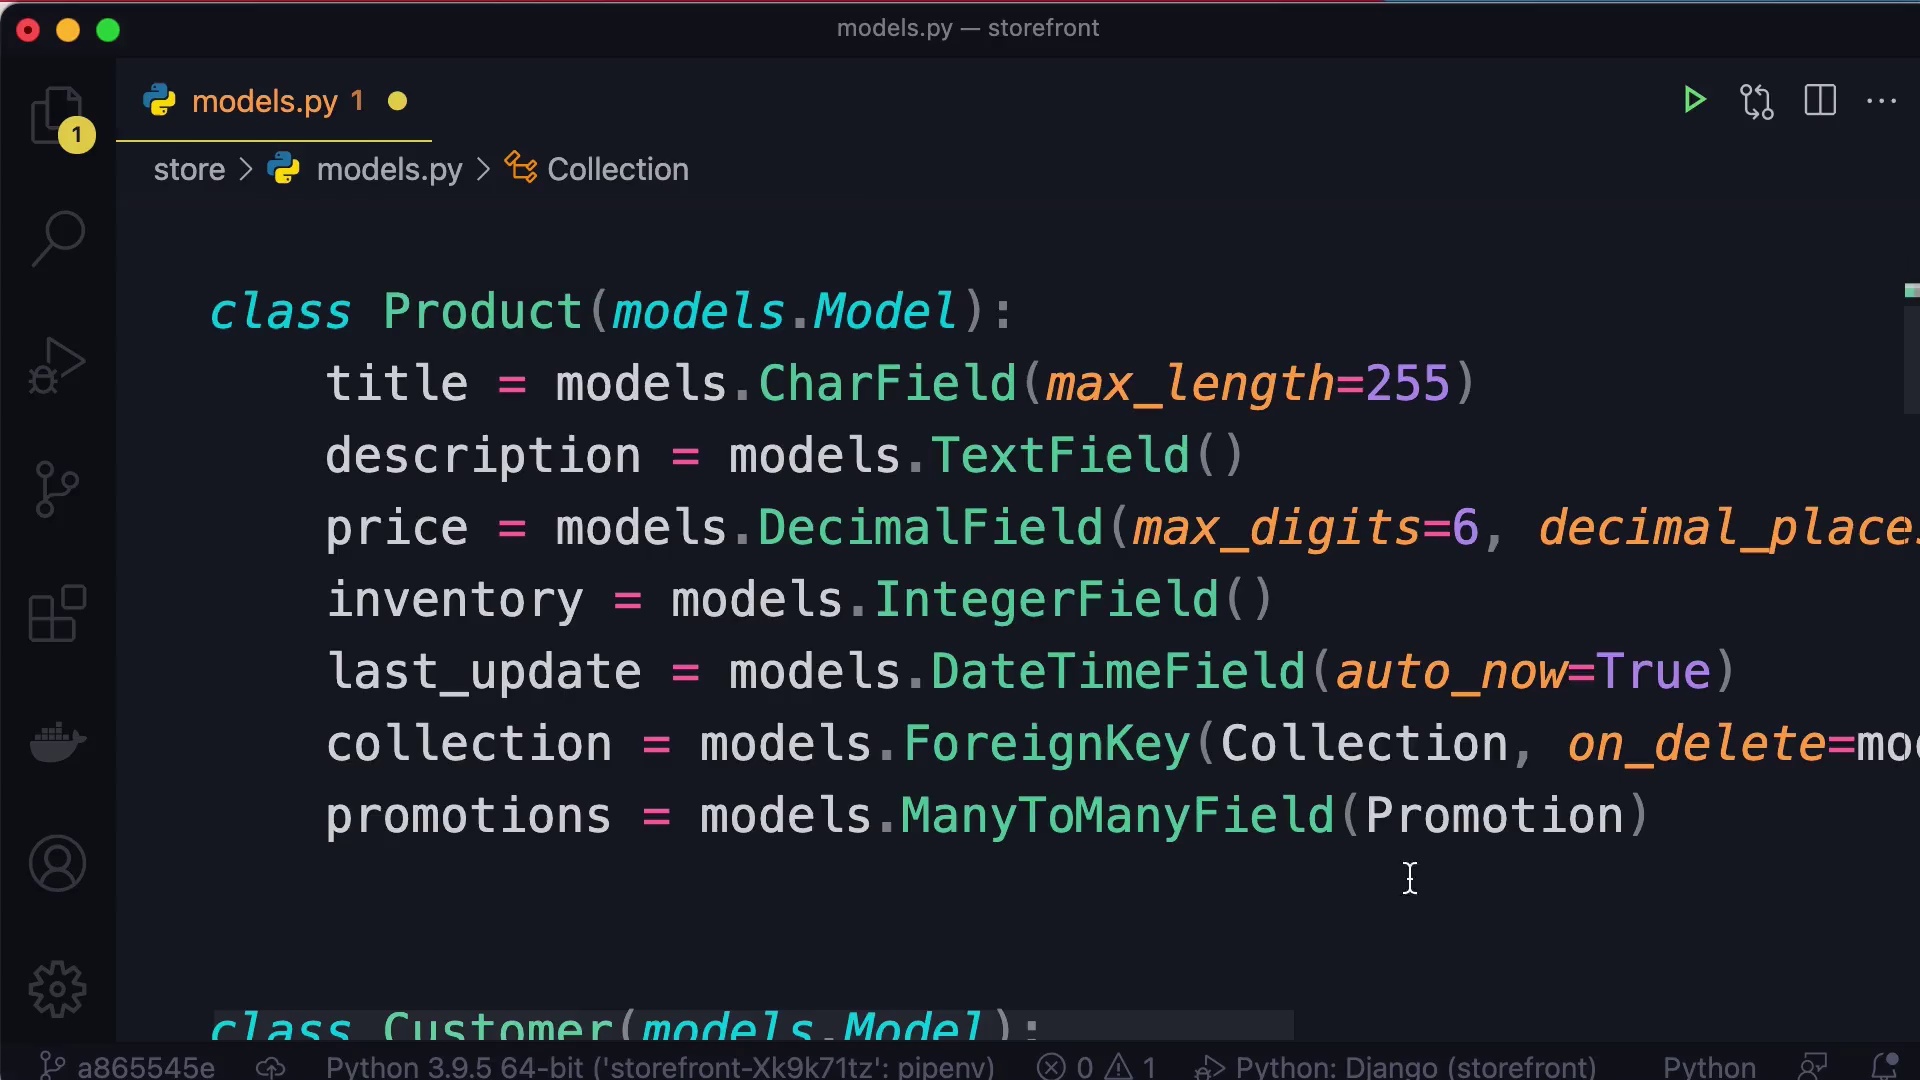 models.py — storefront
models.py 1
1
store > models.py > Collection
class Product(models.Model):
title = models.CharField(max_length=255)
description = models.TextField()
price = models.DecimalField(max_digits=6, decimal_places
inventory = models.IntegerField()
last_update = models.DateTimeField(auto_now=True)
collection = models.ForeignKey(Collection, on_delete=mo
promotions = models.ManyToManyField(Promotion)
class Customer(models.Model):
a865545e Python 3.9.5 64-bit ('storefront-Xk9k71tz': pipenv) 0 1 Python: Django (storefront) Python